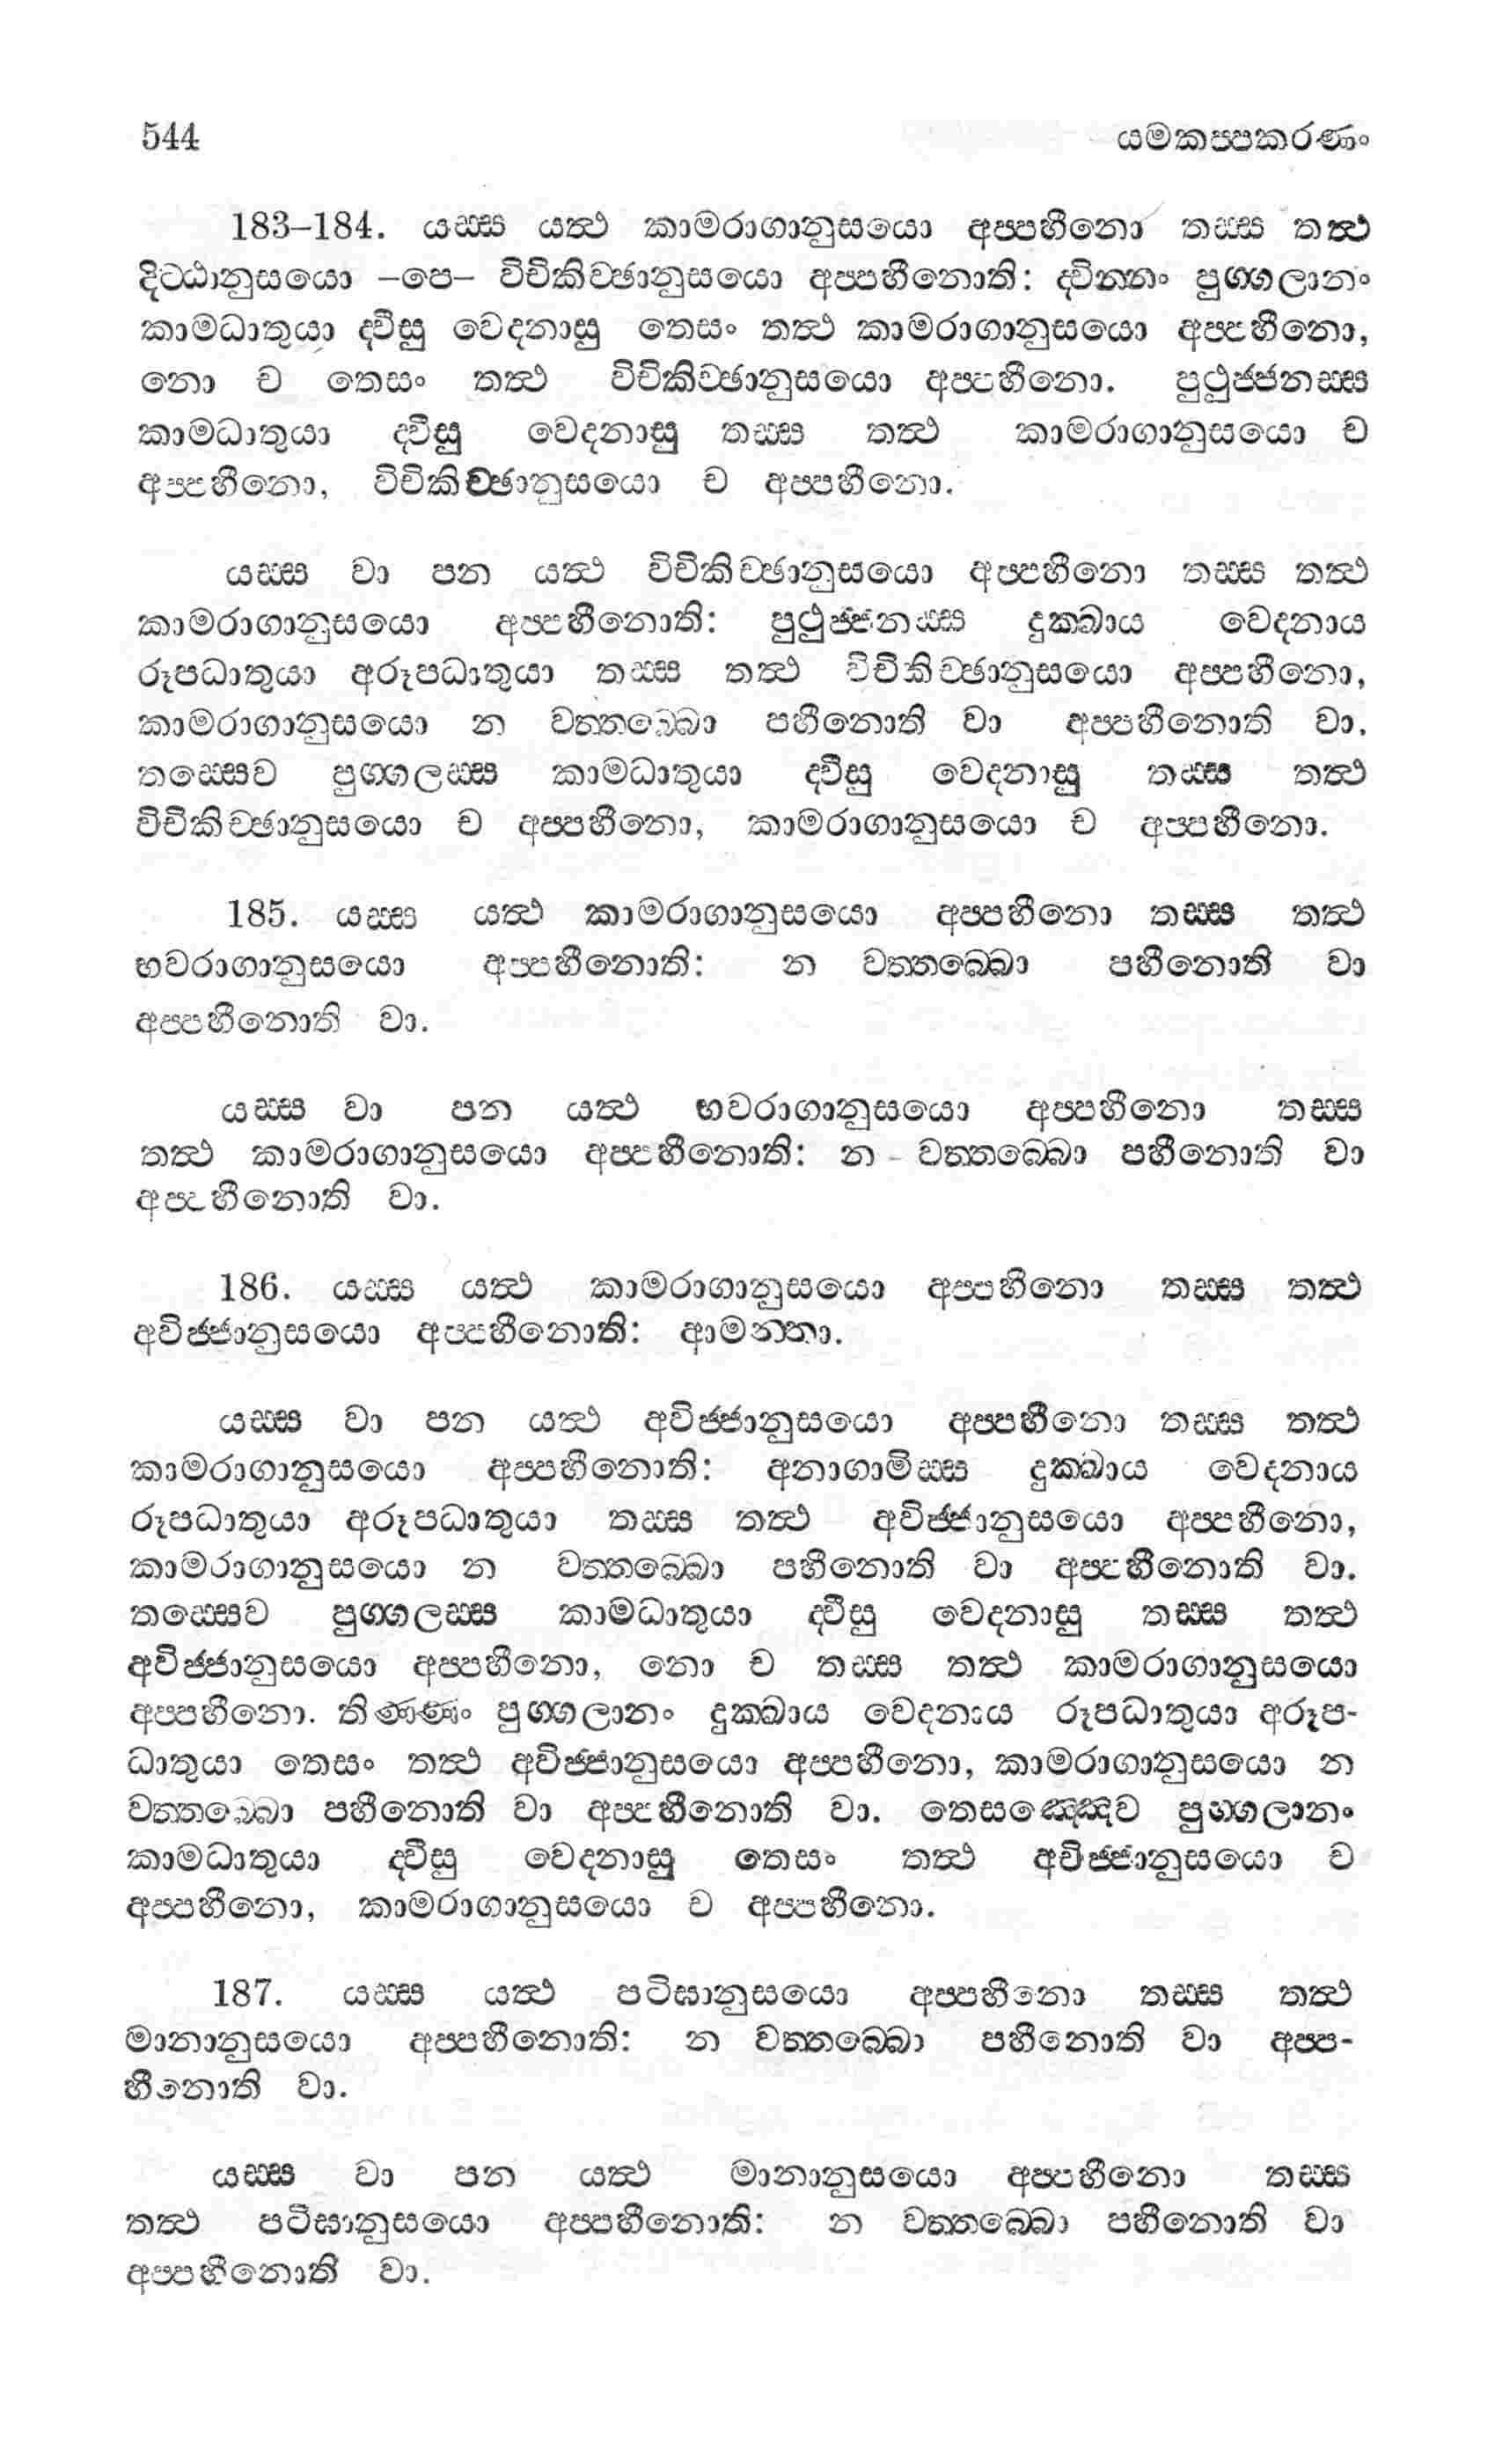 544 යමකප්පකරණං
183–184. යස්ස යත්ථ කාමරාගානුසයො අප්පහීනො තස්ස තත්ථ
දිට්ඨානුසයො –පෙ– විචිකිච්ඡානුසයො අප්පහීනොති: ද්වින්නං පුග්ගලානං
කාමධාතුයා ද්වීසු වෙදනාසු තෙසං තත්ථ කාමරාගානුසයො අප්පහීනො,
නො ච තෙසං තත්ථ විචිකිච්ඡානුසයො අප්පහීනො. පුථුජ්ජනස්ස
කාමධාතුයා ද්වීසු වෙදනාසු තස්ස තත්ථ කාමරාගානුසයො ච
අප්පහීනො, විචිකිච්ඡානුසයො ච අප්පහීනො.
යස්ස වා පන යත්ථ විචිකිච්ඡානුසයො අප්පහීනො තස්ස තත්ථ
කාමරාගානුසයො අප්පහීනොති: පුථුජ්ජනස්ස දුක්ඛාය වෙදනාය
රූපධාතුයා අරූපධාතුයා තස්ස තත්ථ විචිකිච්ඡානුසයො අප්පහීනො,
කාමරාගානුසයො න වත්තබ්බො පහීනොති වා අප්පහීනොති වා.
තස්සෙව පුග්ගලස්ස කාමධාතුයා ද්වීසු වෙදනාසු තස්ස තත්ථ
විචිකිච්ඡානුසයො ච අප්පහීනො, කාමරාගානුසයො ච අප්පහීනො.
185. යස්ස යත්ථ කාමරාගානුසයො අප්පහීනො තස්ස තත්ථ
භවරාගානුසයො අප්පහීනොති: න වත්තබ්බො පහීනොති වා
අප්පහීනොති වා.
යස්ස වා පන යත්ථ භවරාගානුසයො අප්පහීනො තස්ස
තත්ථ කාමරාගානුසයො අප්පහීනොති: න වත්තබ්බො පහීනොති වා
අප්පහීනොති වා.
186. යස්ස යත්ථ කාමරාගානුසයො අප්පහීනො තස්ස තත්ථ
අවිජ්ජානුසයො අප්පහීනොති: ආමන්තා.
යස්ස වා පන යත්ථ අවිජ්ජානුසයො අප්පහීනො තස්ස තත්ථ
කාමරාගානුසයො අප්පහීනොති: අනාගාමිස්ස දුක්ඛාය වෙදනාය
රූපධාතුයා අරූපධාතුයා තස්ස තත්ථ අවිජ්ජානුසයො අප්පහීනො,
කාමරාගානුසයො න වත්තබ්බො පහීනොති වා අප්පහීනොති වා.
තස්සෙව පුග්ගලස්ස කාමධාතුයා ද්වීසු වෙදනාසු තස්ස තත්ථ
අවිජ්ජානුසයො අප්පහීනො, නො ච තස්ස තත්ථ කාමරාගානුසයො
අප්පහීනො. තිණ්ණං පුග්ගලානං දුක්ඛාය වෙදනාය රූපධාතුයා අරූප-
ධාතුයා තෙසං තත්ථ අවිජ්ජානුසයො අප්පහීනො, කාමරාගානුසයො න
වත්තබ්බො පහීනොති වා අප්පහීනොති වා. තෙසඤ්ඤෙව පුග්ගලානං
කාමධාතුයා ද්වීසු වෙදනාසු තෙසං තත්ථ අවිජ්ජානුසයො ච
අප්පහීනො, කාමරාගානුසයො ච අප්පහීනො.
187. යස්ස යත්ථ පටිඝානුසයො අප්පහීනො තස්ස තත්ථ
මානානුසයො අප්පහීනොති: න වත්තබ්බො පහීනොති වා අප්ප-
හීනොති වා.
යස්ස වා පන යත්ථ මානානුසයො අප්පහීනො තස්ස
තත්ථ පටිඝානුසයො අප්පහීනොති: න වත්තබ්බො පහීනොති වා
අප්පහීනොති වා.